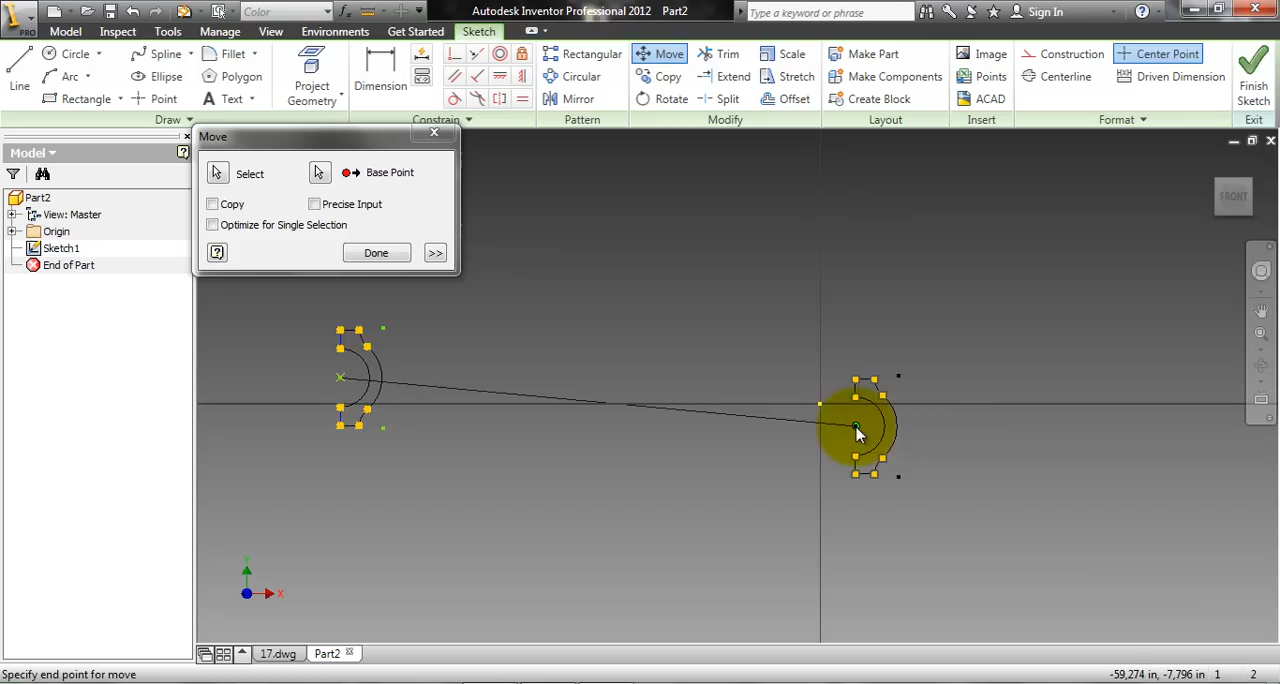 Color
Autodesk Inventor Professional 2012 Part2
Type a keyword or phrase
Sign In
PRO
Model Inspect Tools Manage View Environments Get Started Sketch
Line
Circle
Arc
Rectangle
Spline
Ellipse
Point
Fillet
Polygon
Text
Project
Geometry
Draw
Dimension
Constrain
Rectangular
Circular
Mirror
Pattern
Move
Copy
Rotate
Trim
Extend
Split
Scale
Stretch
Offset
Modify
Make Part
Make Components
Create Block
Layout
Image
Points
ACAD
Insert
Construction
Centerline
Center Point
Driven Dimension
Format
Finish
Sketch
Exit
Model
Part2
View: Master
Origin
Sketch1
End of Part
Move
Select
Base Point
Copy
Precise Input
Optimize for Single Selection
Done
>>
FRONT
Y
X
17.dwg
Part2
Specify end point for move
-59,274 in, -7,796 in 1 2